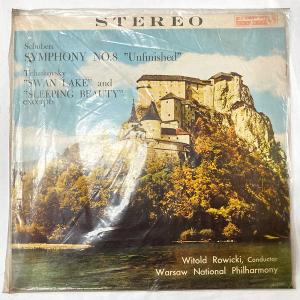 STEREO
Schubert
SYMPHONY NO.8 "Unfinished"
Tchaikovsky
"SWAN LAKE" and
"SLEEPING BEAUTY"
excerpts
Witold Rowicki, Conductor
Warsaw National Philharmony